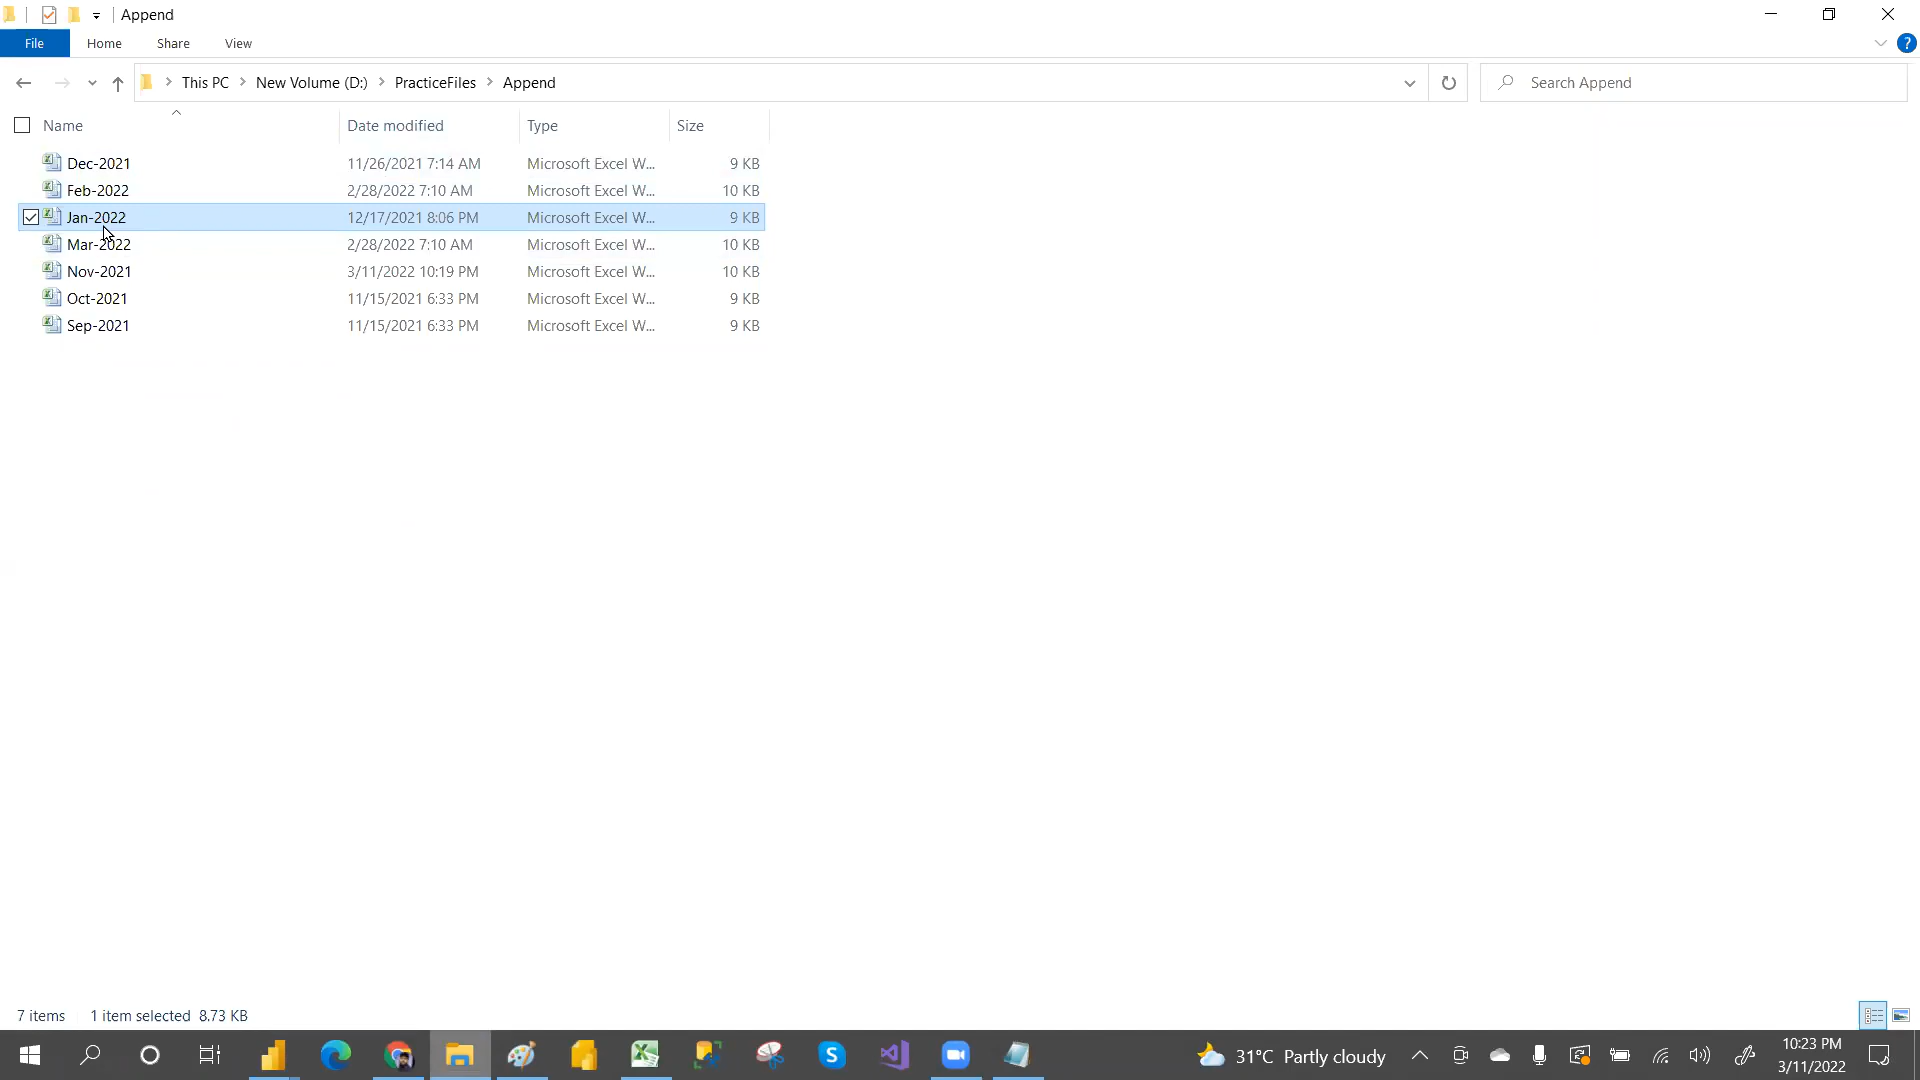 Append
File Home Share View
This PC New Volume (D:) PracticeFiles Append
Search Append
Name Date modified Type Size
Dec-2021 11/26/2021 7:14 AM Microsoft Excel W... 9 KB
Feb-2022 2/28/2022 7:10 AM Microsoft Excel W... 10 KB
Jan-2022 12/17/2021 8:06 PM Microsoft Excel W... 9 KB
Mar-2022 2/28/2022 7:10 AM Microsoft Excel W... 10 KB
Nov-2021 3/11/2022 10:19 PM Microsoft Excel W... 10 KB
Oct-2021 11/15/2021 6:33 PM Microsoft Excel W... 9 KB
Sep-2021 11/15/2021 6:33 PM Microsoft Excel W... 9 KB
7 items 1 item selected 8.73 KB
31°C Partly cloudy
10:23 PM
3/11/2022